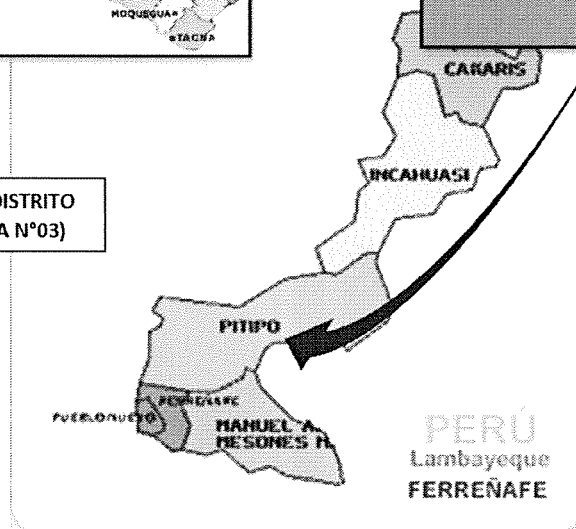 MOQUEGUA
TACNA
CAÑARIS
DISTRITO
A N°03)
INCAHUASI
PITIPO
FERREÑAFE
PUEBLO NUEVO
MANUEL A.
MESONES M.
PERÚ
Lambayeque
FERREÑAFE